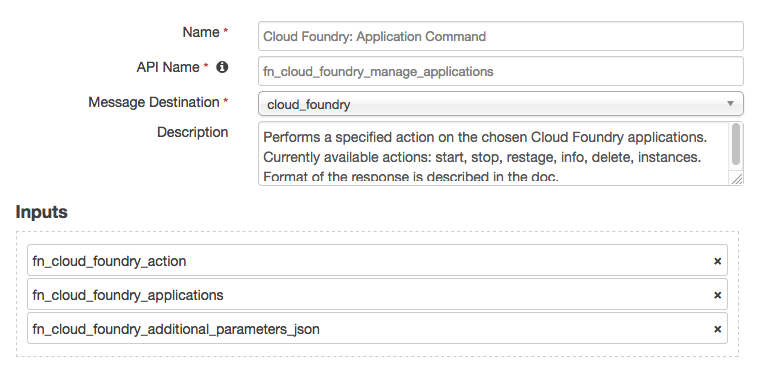 Name *
Cloud Foundry: Application Command
API Name *
fn_cloud_foundry_manage_applications
Message Destination *
cloud_foundry
Description
Performs a specified action on the chosen Cloud Foundry applications.
Currently available actions: start, stop, restage, info, delete, instances.
Format of the response is described in the doc.
Inputs
fn_cloud_foundry_action
fn_cloud_foundry_applications
fn_cloud_foundry_additional_parameters_json